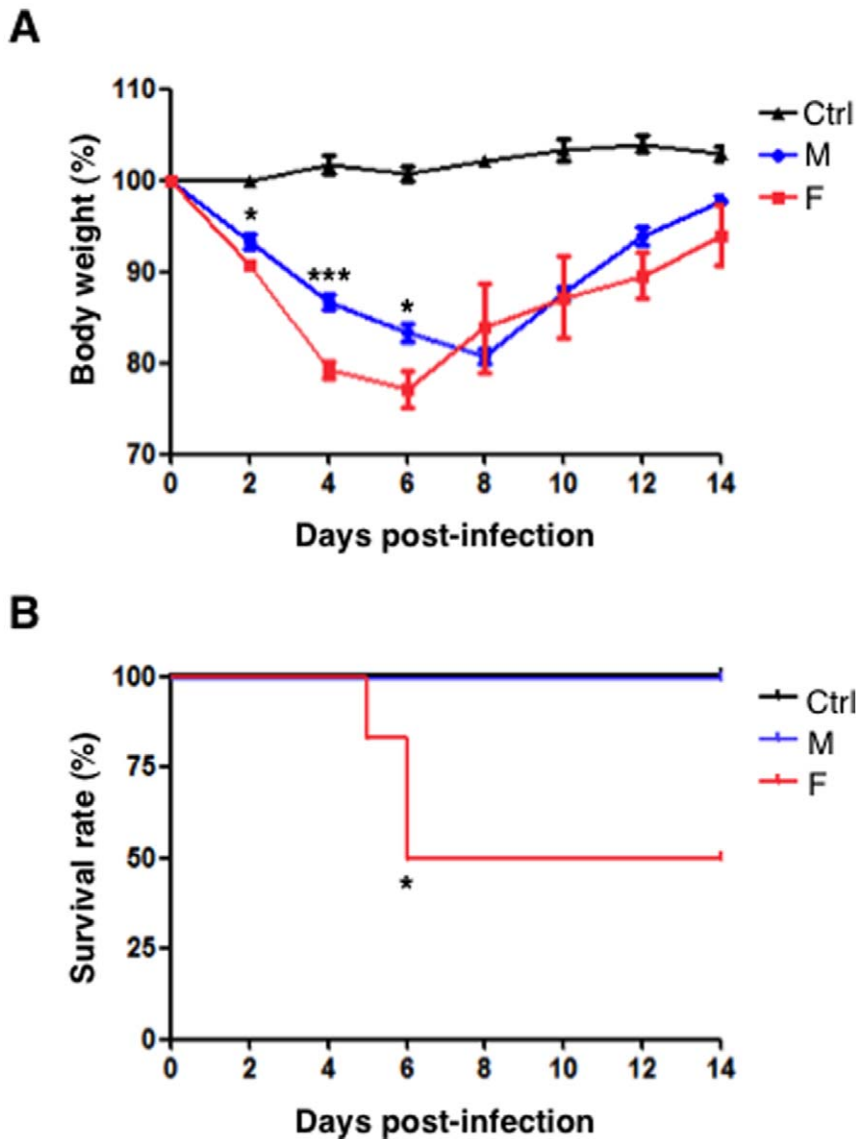 A
110
100
90
80
70
Body weight (%)
*
***
*
0 2 4 6 8 10 12 14
Days post-infection
Ctrl
M
F
B
100
75
50
25
0
Survival rate (%)
*
0 2 4 6 8 10 12 14
Days post-infection
Ctrl
M
F